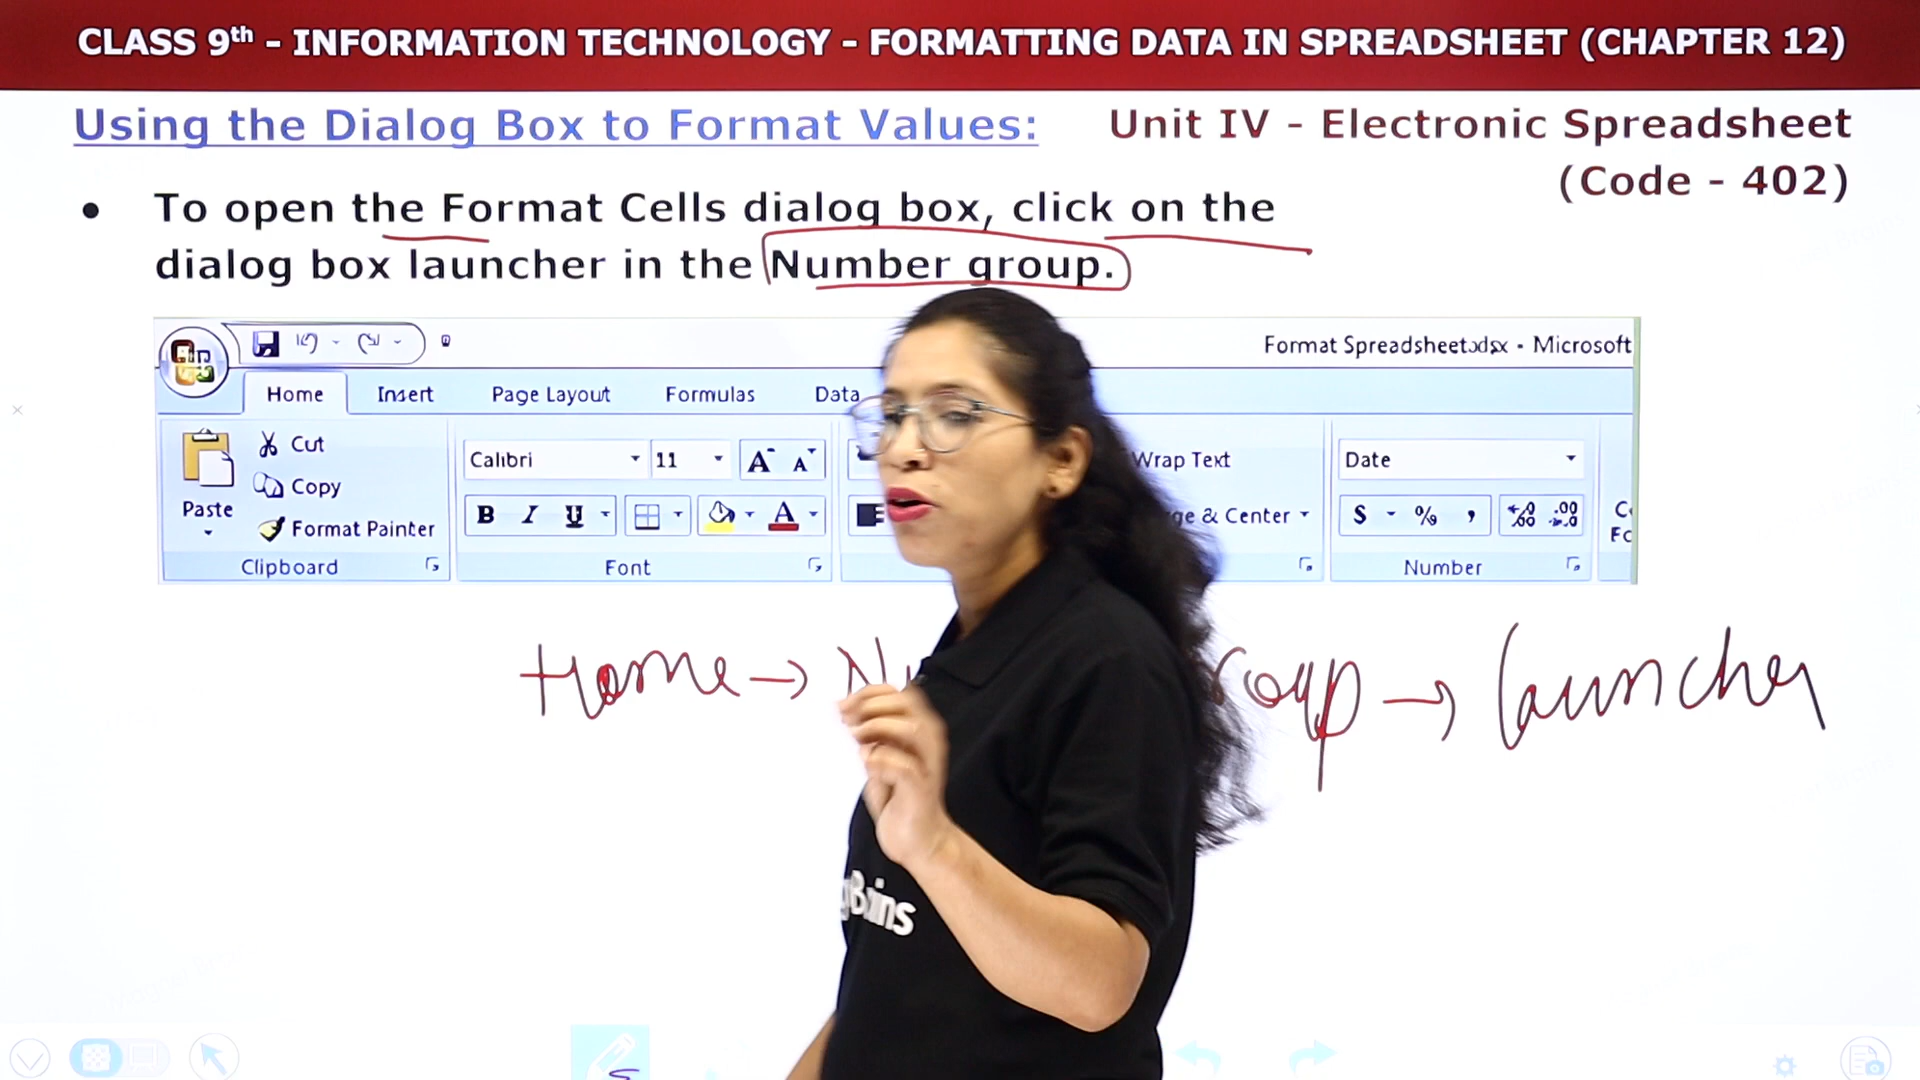 CLASS 9th - INFORMATION TECHNOLOGY - FORMATTING DATA IN SPREADSHEET (CHAPTER 12)
Using the Dialog Box to Format Values:
Unit IV - Electronic Spreadsheet
(Code - 402)
• To open the Format Cells dialog box, click on the
dialog box launcher in the Number group.
Format Spreadsheet.xlsx - Microsoft
Home Insert Page Layout Formulas Data
Cut
Copy
Format Painter
Paste
Clipboard
Calibri 11 A A
B I U A
Font
Wrap Text
& Center
Date
$ % , .00 .00
Number
Home → → launcher